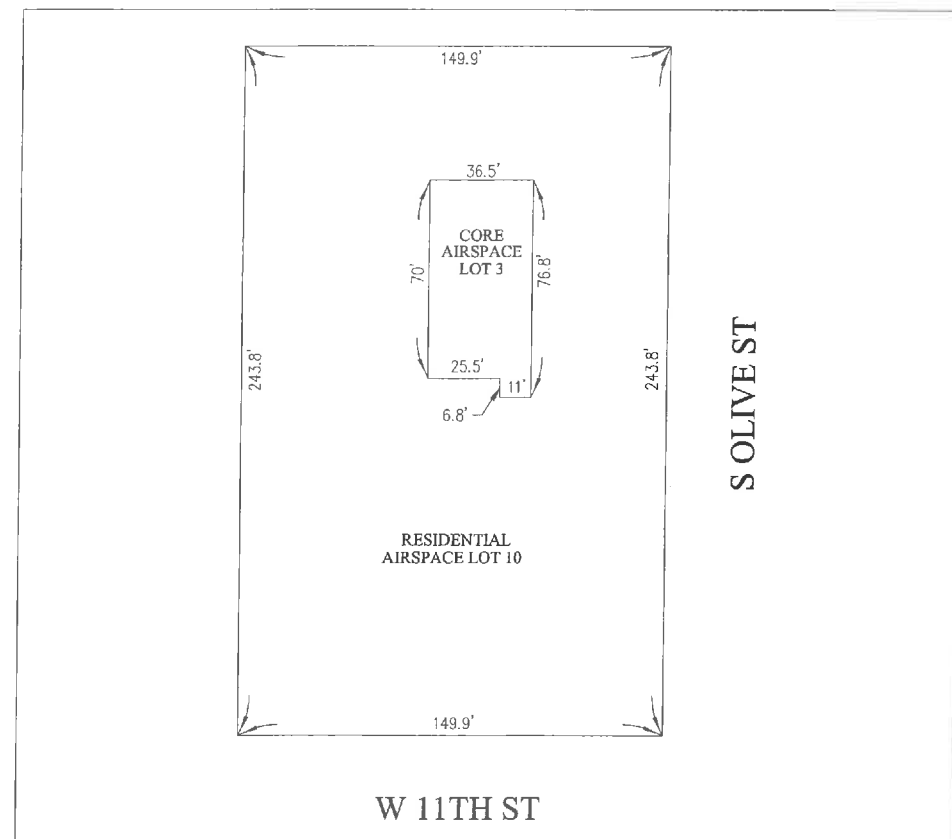 149.9'
36.5'
CORE
AIRSPACE
LOT 3
70'
76.8'
25.5'
11'
6.8'
243.8'
243.8'
S OLIVE ST
RESIDENTIAL
AIRSPACE LOT 10
149.9'
W 11TH ST